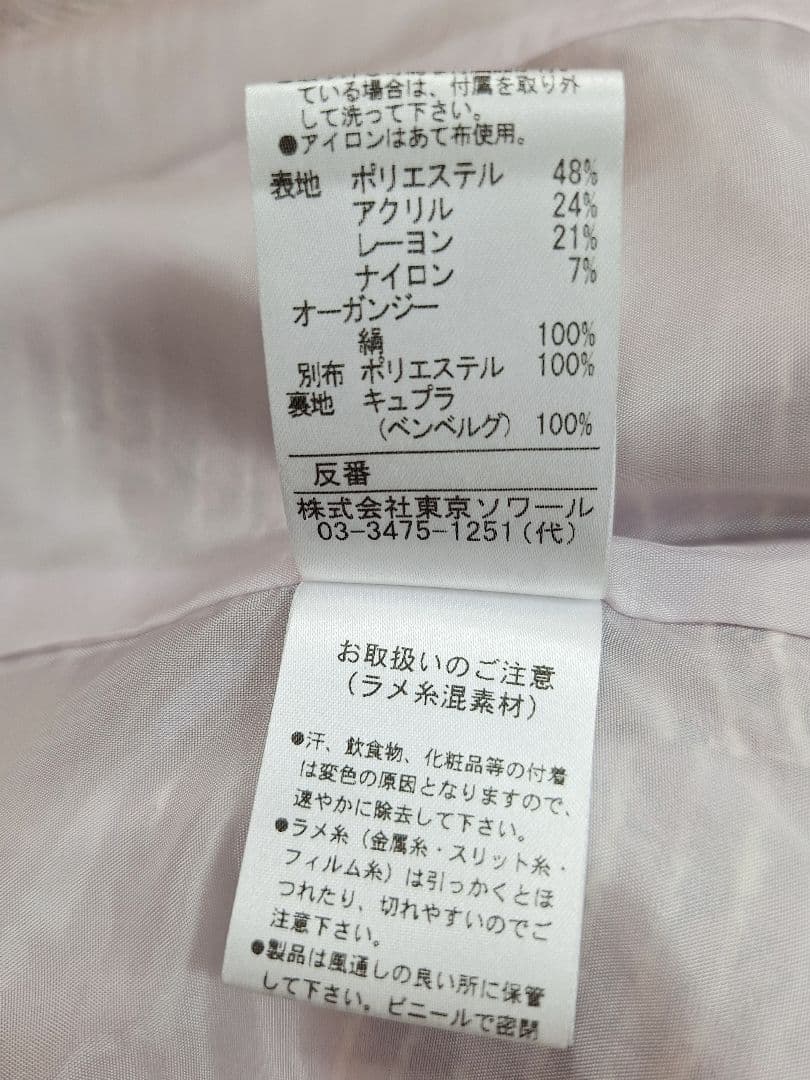 ている場合は、付属を取り外
して洗って下さい。
●アイロンはあて布使用。
表地 ポリエステル 48%
アクリル 24%
レーヨン 21%
ナイロン 7%
オーガンジー
絹 100%
別布 ポリエステル 100%
裏地 キュプラ
(ベンベルグ) 100%
反番
株式会社東京ソワール
03-3475-1251(代)
お取扱いのご注意
(ラメ糸混素材)
●汗、飲食物、化粧品等の付着
は変色の原因となりますので、
速やかに除去して下さい。
●ラメ糸(金属糸・スリット糸・
フィルム糸)は引っかくとほ
つれたり、切れやすいのでご
注意下さい。
●製品は風通しの良い所に保管
して下さい。ビニールで密閉